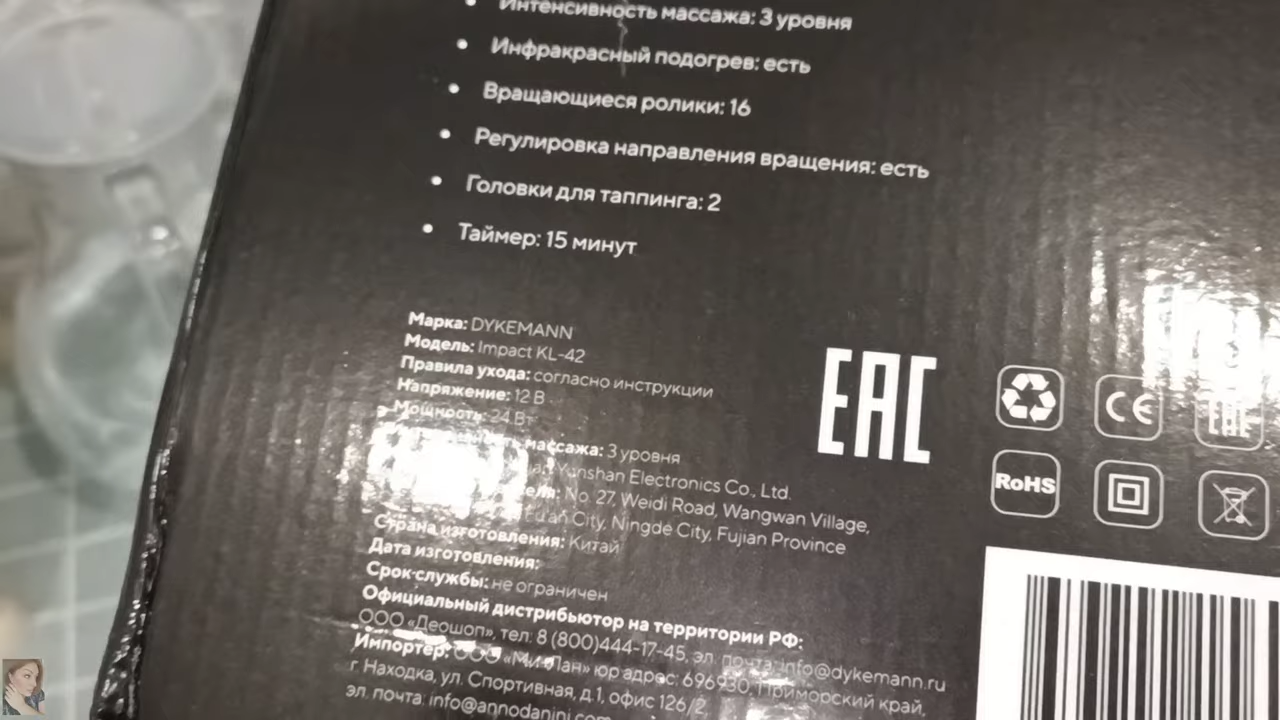 Интенсивность массажа: 3 уровня
Инфракрасный подогрев: есть
Вращающиеся ролики: 16
Регулировка направления вращения: есть
Головки для таппинга: 2
Таймер: 15 минут
Марка: DYKEMANN
Модель: Impact KL-42
Правила ухода: согласно инструкции
Напряжение: 12 В
Мощность: 24 Вт
массажа: 3 уровня
Yunshan Electronics Co., Ltd.
No. 27, Weidi Road, Wangwan Village,
City, Ningde City, Fujian Province
Страна изготовления: Китай
Дата изготовления:
Срок службы: не ограничен
Официальный дистрибьютор на территории РФ:
ООО «Деошоп», тел: 8 (800)444-17-45, эл. почта: info@dykemann.ru
Импортер: ООО юр адрес: 696930, Приморский край,
г. Находка, ул. Спортивная, д.1, офис 126/2
эл. почта: info@annodanini.com
EAC
CE
EAC
RoHS